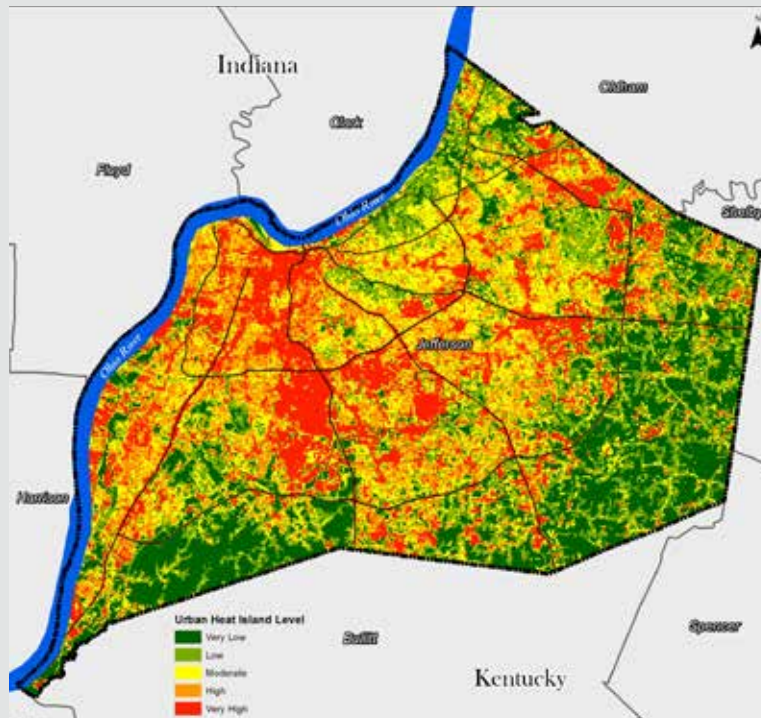 Indiana
Oldham
Clark
Floyd
Shelby
Ohio River
Jefferson
Ohio River
Harrison
Urban Heat Island Level
Very Low
Low
Moderate
High
Very High
Bullitt
Spencer
Kentucky